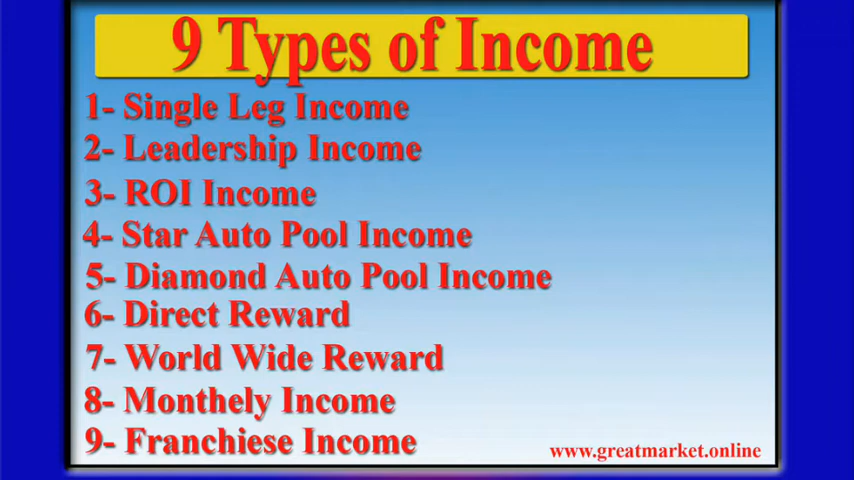 9 Types of Income
1- Single Leg Income
2- Leadership Income
3- ROI Income
4- Star Auto Pool Income
5- Diamond Auto Pool Income
6- Direct Reward
7- World Wide Reward
8- Monthely Income
9- Franchiese Income
www.greatmarket.online